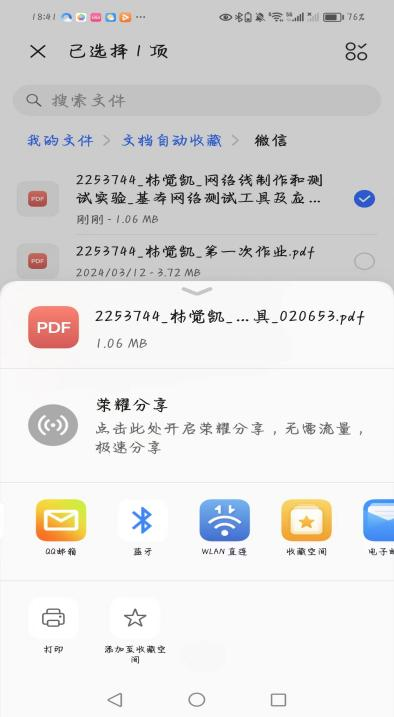 18:41
76%
已选择 1 项
搜索文件
我的文件 > 文档自动收藏 > 微信
PDF
2253744_柿觉凯_网络线制作和测
试实验_基本网络测试工具及应...
刚刚 - 1.06 MB
PDF
2253744_柿觉凯_第一次作业.pdf
2024/03/12 - 3.72 MB
PDF
2253744_柿觉凯_...具_020653.pdf
1.06 MB
荣耀分享
点击此处开启荣耀分享，无需流量，
极速分享
QQ邮箱 蓝牙 WLAN 直连 收藏空间 电子邮
打印 添加至收藏空
间